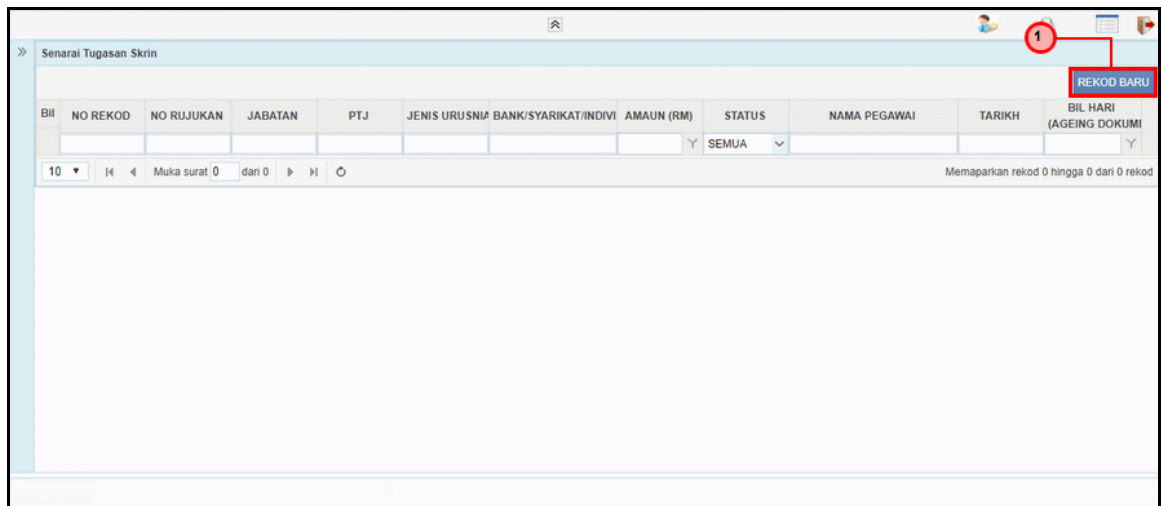 1
» Senarai Tugasan Skrin
REKOD BARU
Bil NO REKOD NO RUJUKAN JABATAN PTJ JENIS URUSNIA BANK/SYARIKAT/INDIVI AMAUN (RM) STATUS NAMA PEGAWAI TARIKH BIL HARI
(AGEING DOKUMI
SEMUA
10 Muka surat 0 dari 0 Memaparkan rekod 0 hingga 0 dari 0 rekod